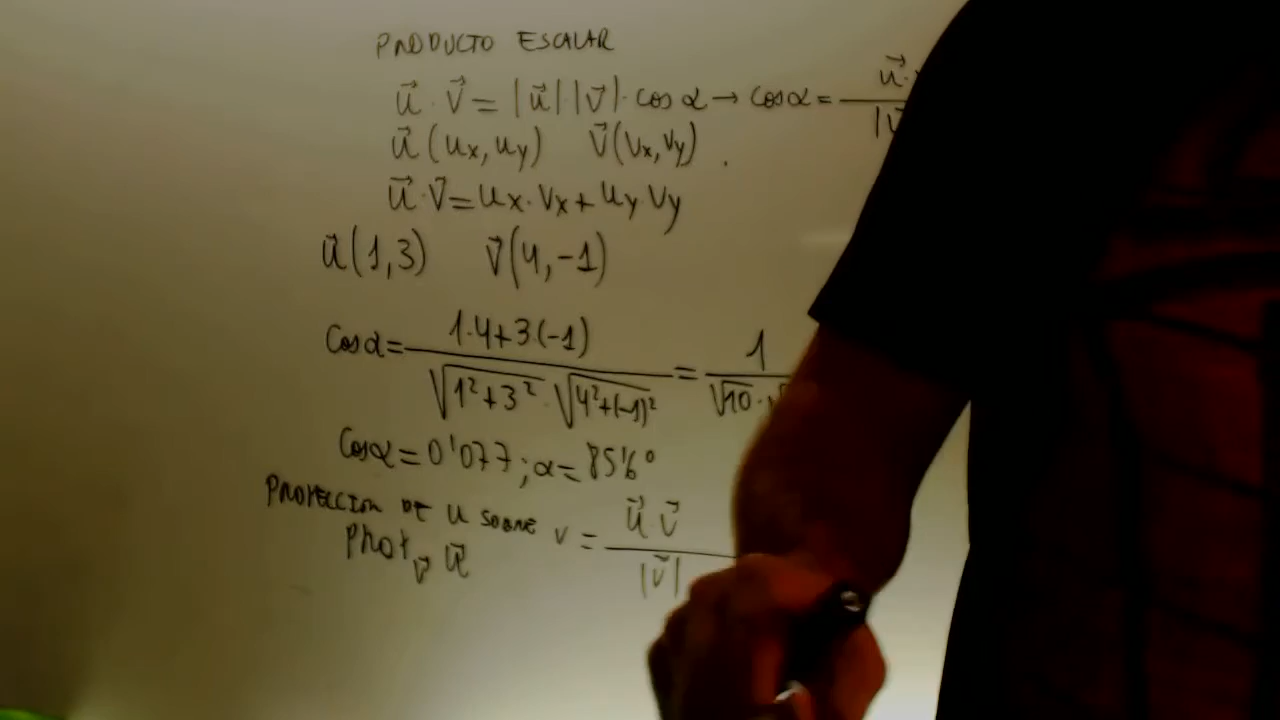 PRODUCTO ESCALAR
u⃗ · v⃗ = |u⃗| · |v⃗| · cos α → cos α = u⃗ · / |v⃗
u⃗ (ux, uy) v⃗ (vx, vy) .
u⃗ · v⃗ = ux · vx + uy vy
u⃗ (1,3) v⃗ (4,-1)
Cos α = 1·4+3·(-1) / √1²+3² · √4²+(-1)² = 1 / √10 · √
Cos α = 0'077 ; α = 85'6°
PROYECCION DE u SOBRE v = u⃗ · v⃗ / |v⃗|
Proy v⃗ u⃗